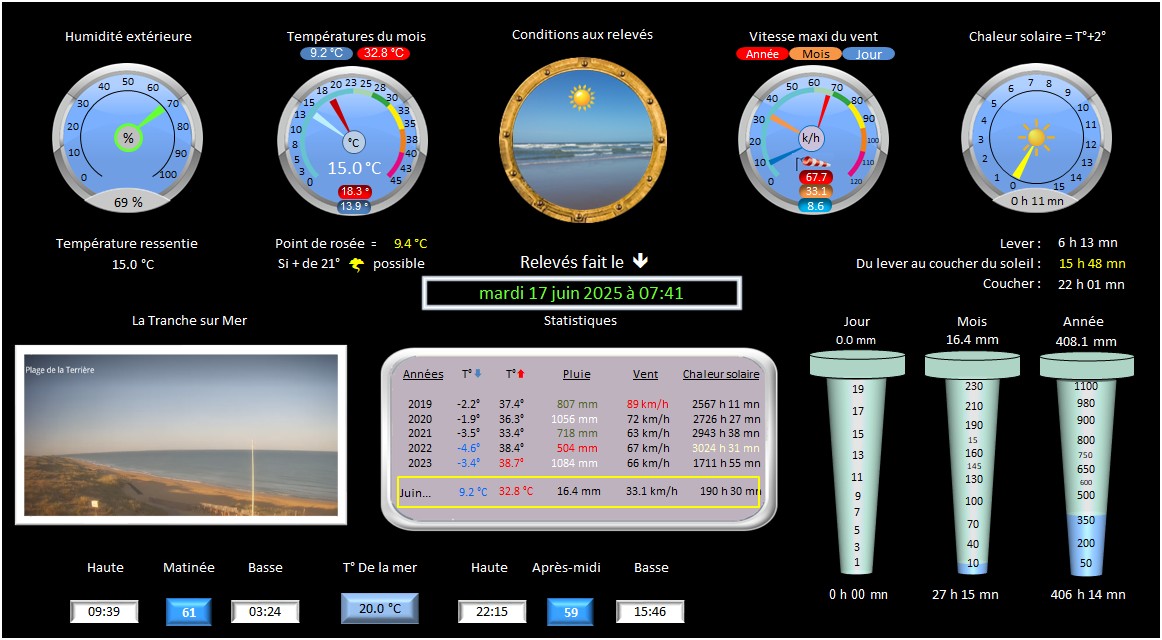 Humidité extérieure
Températures du mois
Conditions aux relevés
Vitesse maxi du vent
Chaleur solaire = T°+2°
9.2 °C 32.8 °C
Année Mois Jour
0 10 20 30 40 50 60 70 80 90 100
%
69 %
0 3 5 8 10 13 15 18 20 23 25 28 30 33 35 38 40 43 45
°C
15.0 °C
18.3 °
13.9 °
0 10 20 30 40 50 60 70 80 90 100 110 120
k/h
67.7
33.1
8.6
0 1 2 3 4 5 6 7 8 9 10 11 12 13 14 15
0 h 11 mn
Température ressentie
15.0 °C
Point de rosée = 9.4 °C
Si + de 21° possible
Relevés fait le
mardi 17 juin 2025 à 07:41
Lever : 6 h 13 mn
Du lever au coucher du soleil : 15 h 48 mn
Coucher : 22 h 01 mn
La Tranche sur Mer
Plage de la Terrière
Statistiques
Années T° T° Pluie Vent Chaleur solaire
2019 -2.2° 37.4° 807 mm 89 km/h 2567 h 11 mn
2020 -1.9° 36.3° 1056 mm 72 km/h 2726 h 27 mn
2021 -3.5° 33.4° 718 mm 63 km/h 2943 h 38 mn
2022 -4.6° 38.4° 504 mm 67 km/h 3024 h 31 mn
2023 -3.4° 38.7° 1084 mm 66 km/h 1711 h 55 mn
Juin... 9.2 °C 32.8 °C 16.4 mm 33.1 km/h 190 h 30 mn
Jour
0.0 mm
19
17
15
13
11
9
7
5
3
1
0 h 00 mn
Mois
16.4 mm
230
210
190
15
160
145
130
100
70
40
10
27 h 15 mn
Année
408.1 mm
1100
980
900
800
750
650
600
500
350
200
50
406 h 14 mn
Haute Matinée Basse T° De la mer Haute Après-midi Basse
09:39 61 03:24 20.0 °C 22:15 59 15:46